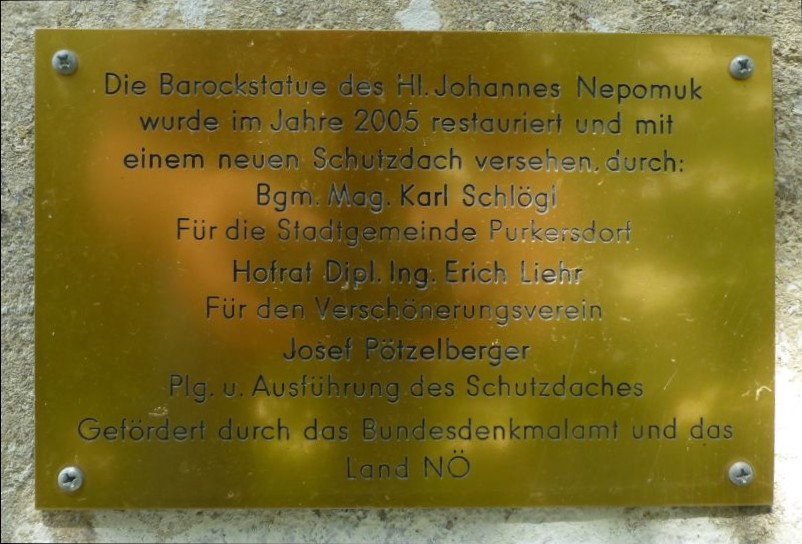 Die Barockstatue des Hl. Johannes Nepomuk
wurde im Jahre 2005 restauriert und mit
einem neuen Schutzdach versehen, durch:
Bgm. Mag. Karl Schlögl
Für die Stadtgemeinde Purkersdorf
Hofrat Dipl. Ing. Erich Liehr
Für den Verschönerungsverein
Josef Pötzelberger
Plg. u. Ausführung des Schutzdaches
Gefördert durch das Bundesdenkmalamt und das
Land NÖ